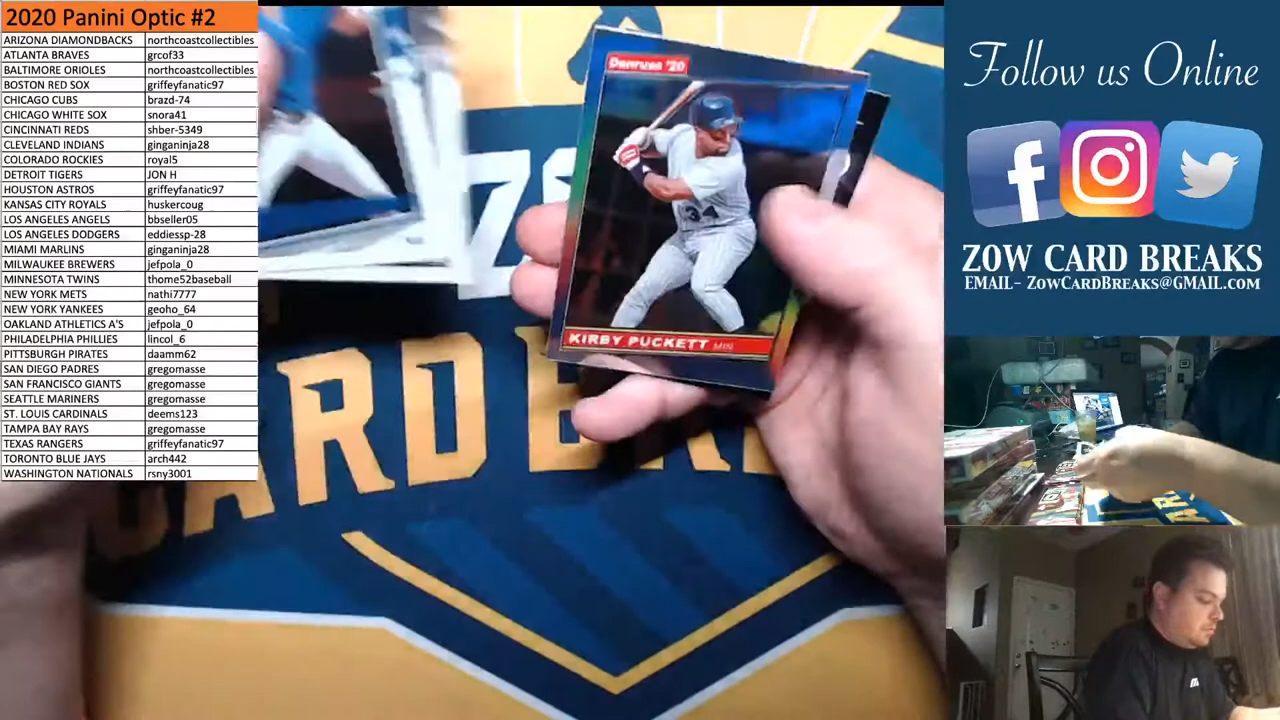 2020 Panini Optic #2
ARIZONA DIAMONDBACKS northcoastcollectibles
ATLANTA BRAVES grcof33
BALTIMORE ORIOLES northcoastcollectibles
BOSTON RED SOX griffeyfanatic97
CHICAGO CUBS brazd-74
CHICAGO WHITE SOX snora41
CINCINNATI REDS shber-5349
CLEVELAND INDIANS ginganinja28
COLORADO ROCKIES royal5
DETROIT TIGERS JON H
HOUSTON ASTROS griffeyfanatic97
KANSAS CITY ROYALS huskercoug
LOS ANGELES ANGELS bbseller05
LOS ANGELES DODGERS eddiessp-28
MIAMI MARLINS ginganinja28
MILWAUKEE BREWERS jefpola_0
MINNESOTA TWINS thome52baseball
NEW YORK METS nathi7777
NEW YORK YANKEES geoho_64
OAKLAND ATHLETICS A'S jefpola_0
PHILADELPHIA PHILLIES lincol_6
PITTSBURGH PIRATES daamm62
SAN DIEGO PADRES gregomasse
SAN FRANCISCO GIANTS gregomasse
SEATTLE MARINERS gregomasse
ST. LOUIS CARDINALS deems123
TAMPA BAY RAYS gregomasse
TEXAS RANGERS griffeyfanatic97
TORONTO BLUE JAYS arch442
WASHINGTON NATIONALS rsny3001
Donruss '20
34
KIRBY PUCKETT MIN
CARD BRE
Follow us Online
ZOW CARD BREAKS
EMAIL- ZOWCARDBREAKS@GMAIL.COM